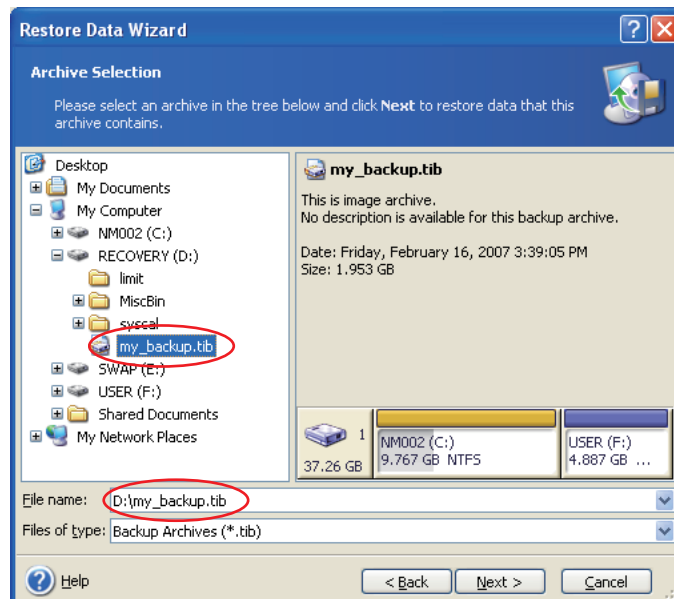 Restore Data Wizard
Archive Selection
Please select an archive in the tree below and click Next to restore data that this
archive contains.
Desktop
My Documents
My Computer
NM002 (C:)
RECOVERY (D:)
limit
MiscBin
syscal
my_backup.tib
SWAP (E:)
USER (F:)
Shared Documents
My Network Places
my_backup.tib
This is image archive.
No description is available for this backup archive.
Date: Friday, February 16, 2007 3:39:05 PM
Size: 1.953 GB
1
37.26 GB
NM002 (C:)
9.767 GB NTFS
USER (F:)
4.887 GB ...
File name: D:\my_backup.tib
Files of type: Backup Archives (*.tib)
Help
< Back
Next >
Cancel